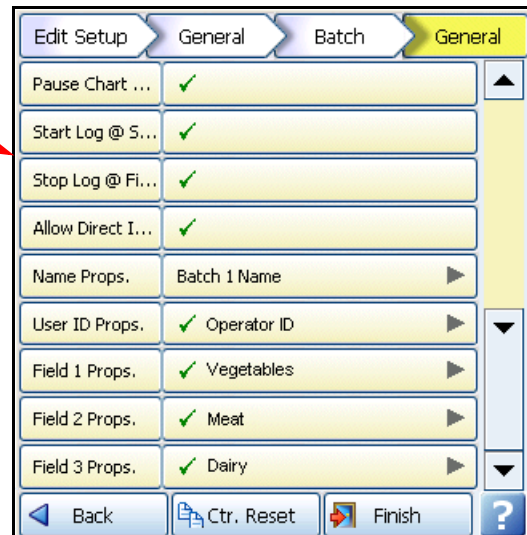 Edit Setup General Batch General
Pause Chart ...
Start Log @ S...
Stop Log @ Fi...
Allow Direct I...
Name Props. Batch 1 Name
User ID Props. Operator ID
Field 1 Props. Vegetables
Field 2 Props. Meat
Field 3 Props. Dairy
Back Ctr. Reset Finish ?